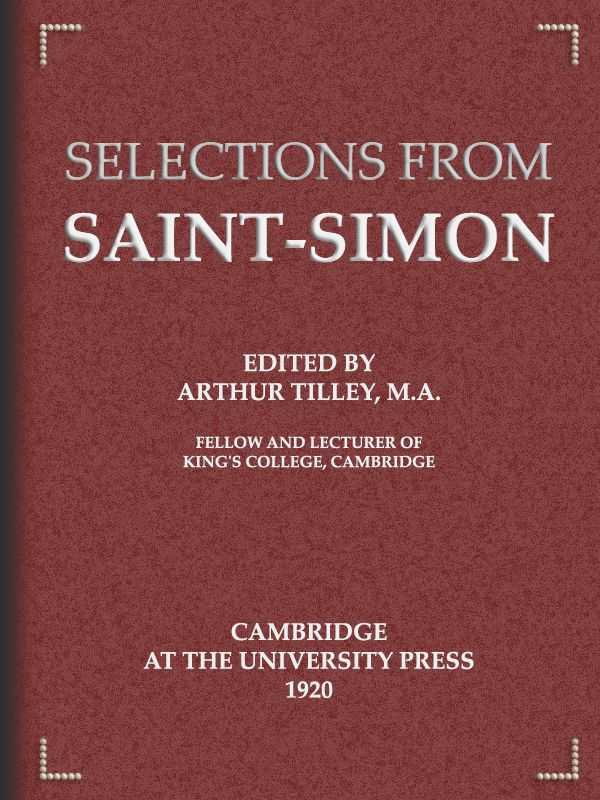 SELECTIONS FROM
SAINT-SIMON
EDITED BY
ARTHUR TILLEY, M.A.
FELLOW AND LECTURER OF
KING'S COLLEGE, CAMBRIDGE
CAMBRIDGE
AT THE UNIVERSITY PRESS
1920